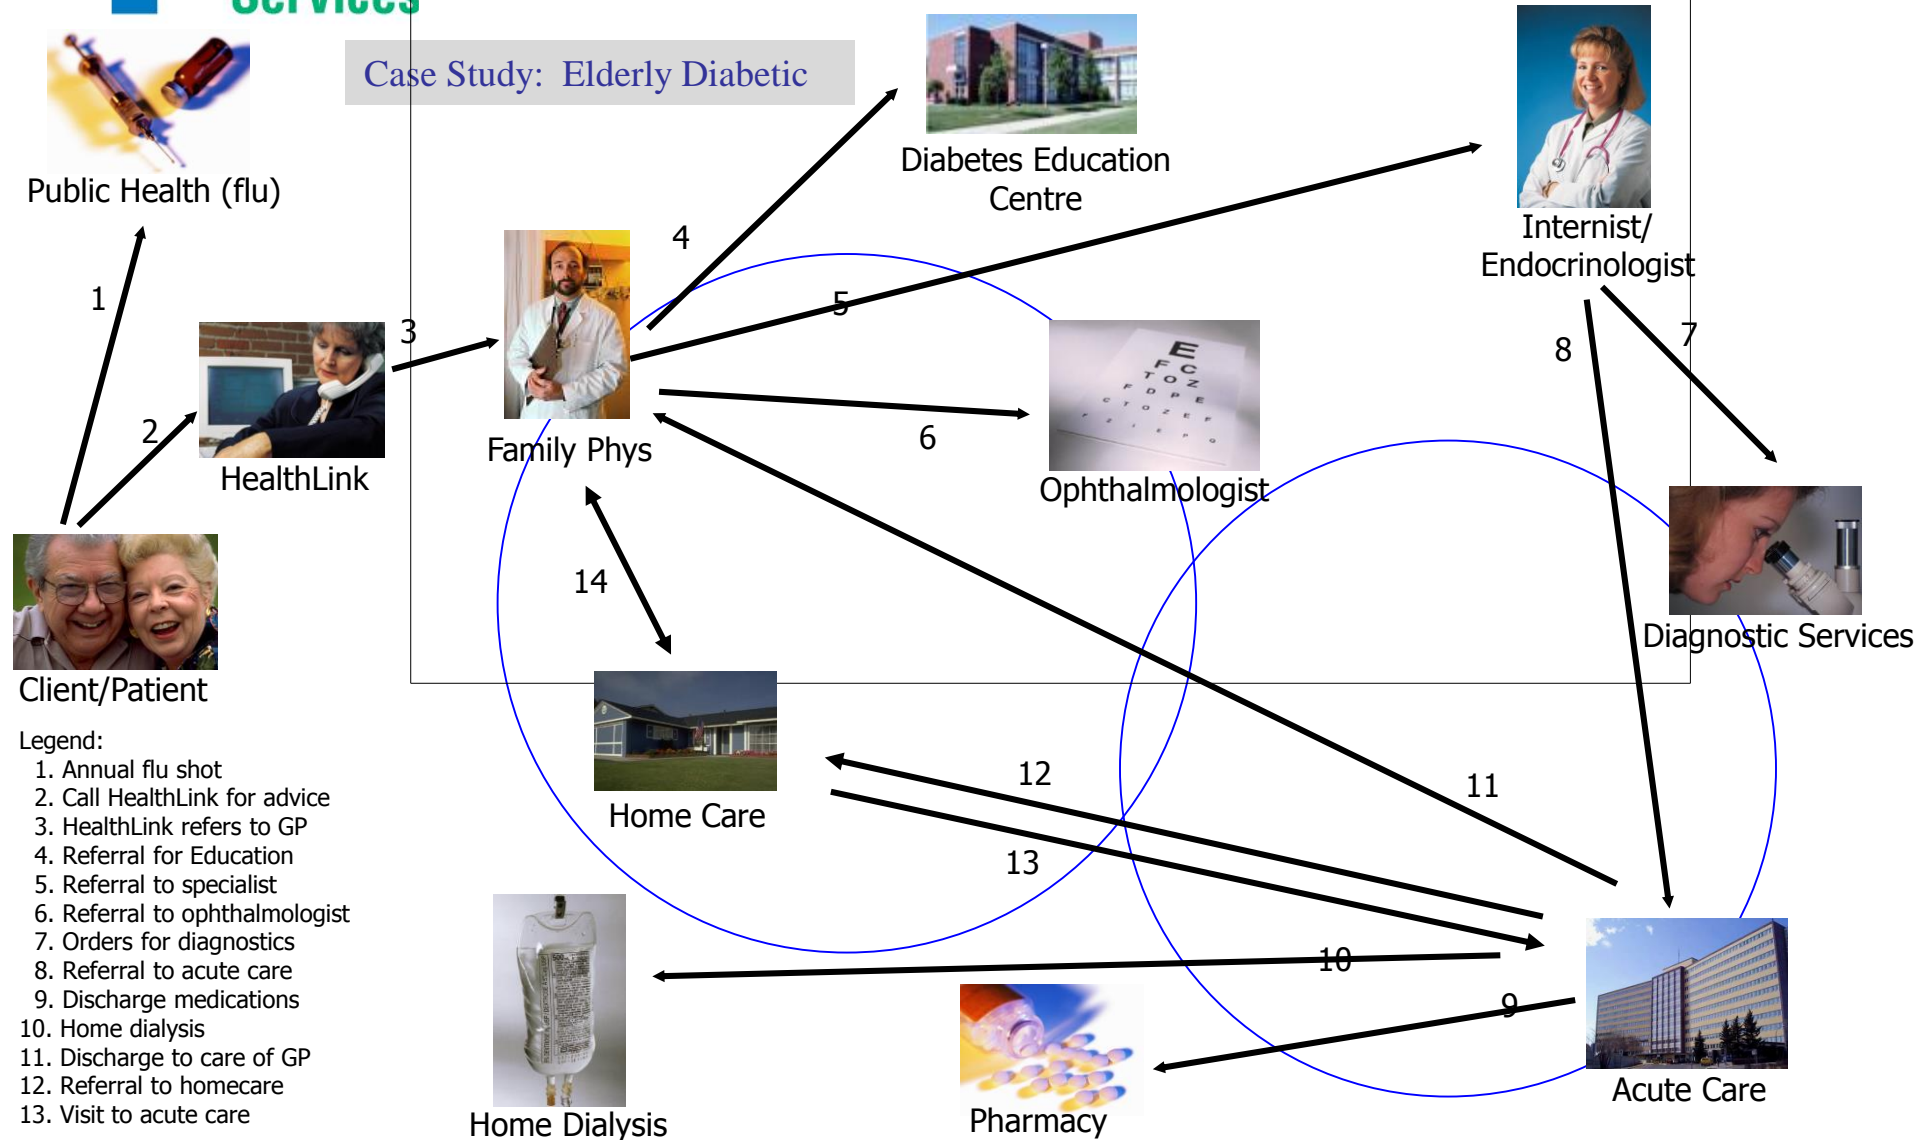 Services
Case Study:  Elderly Diabetic
Public Health (flu)
Diabetes Education
Centre
Internist/
Endocrinologist
1
2
3
4
5
6
7
8
HealthLink
Family Phys
E
F C
T O Z
F D P E
C T O Z E F
Ophthalmologist
Client/Patient
14
Diagnostic Services
Home Care
12
11
13
10
9
Home Dialysis
Pharmacy
Acute Care
Legend:
1. Annual flu shot
2. Call HealthLink for advice
3. HealthLink refers to GP
4. Referral for Education
5. Referral to specialist
6. Referral to ophthalmologist
7. Orders for diagnostics
8. Referral to acute care
9. Discharge medications
10. Home dialysis
11. Discharge to care of GP
12. Referral to homecare
13. Visit to acute care